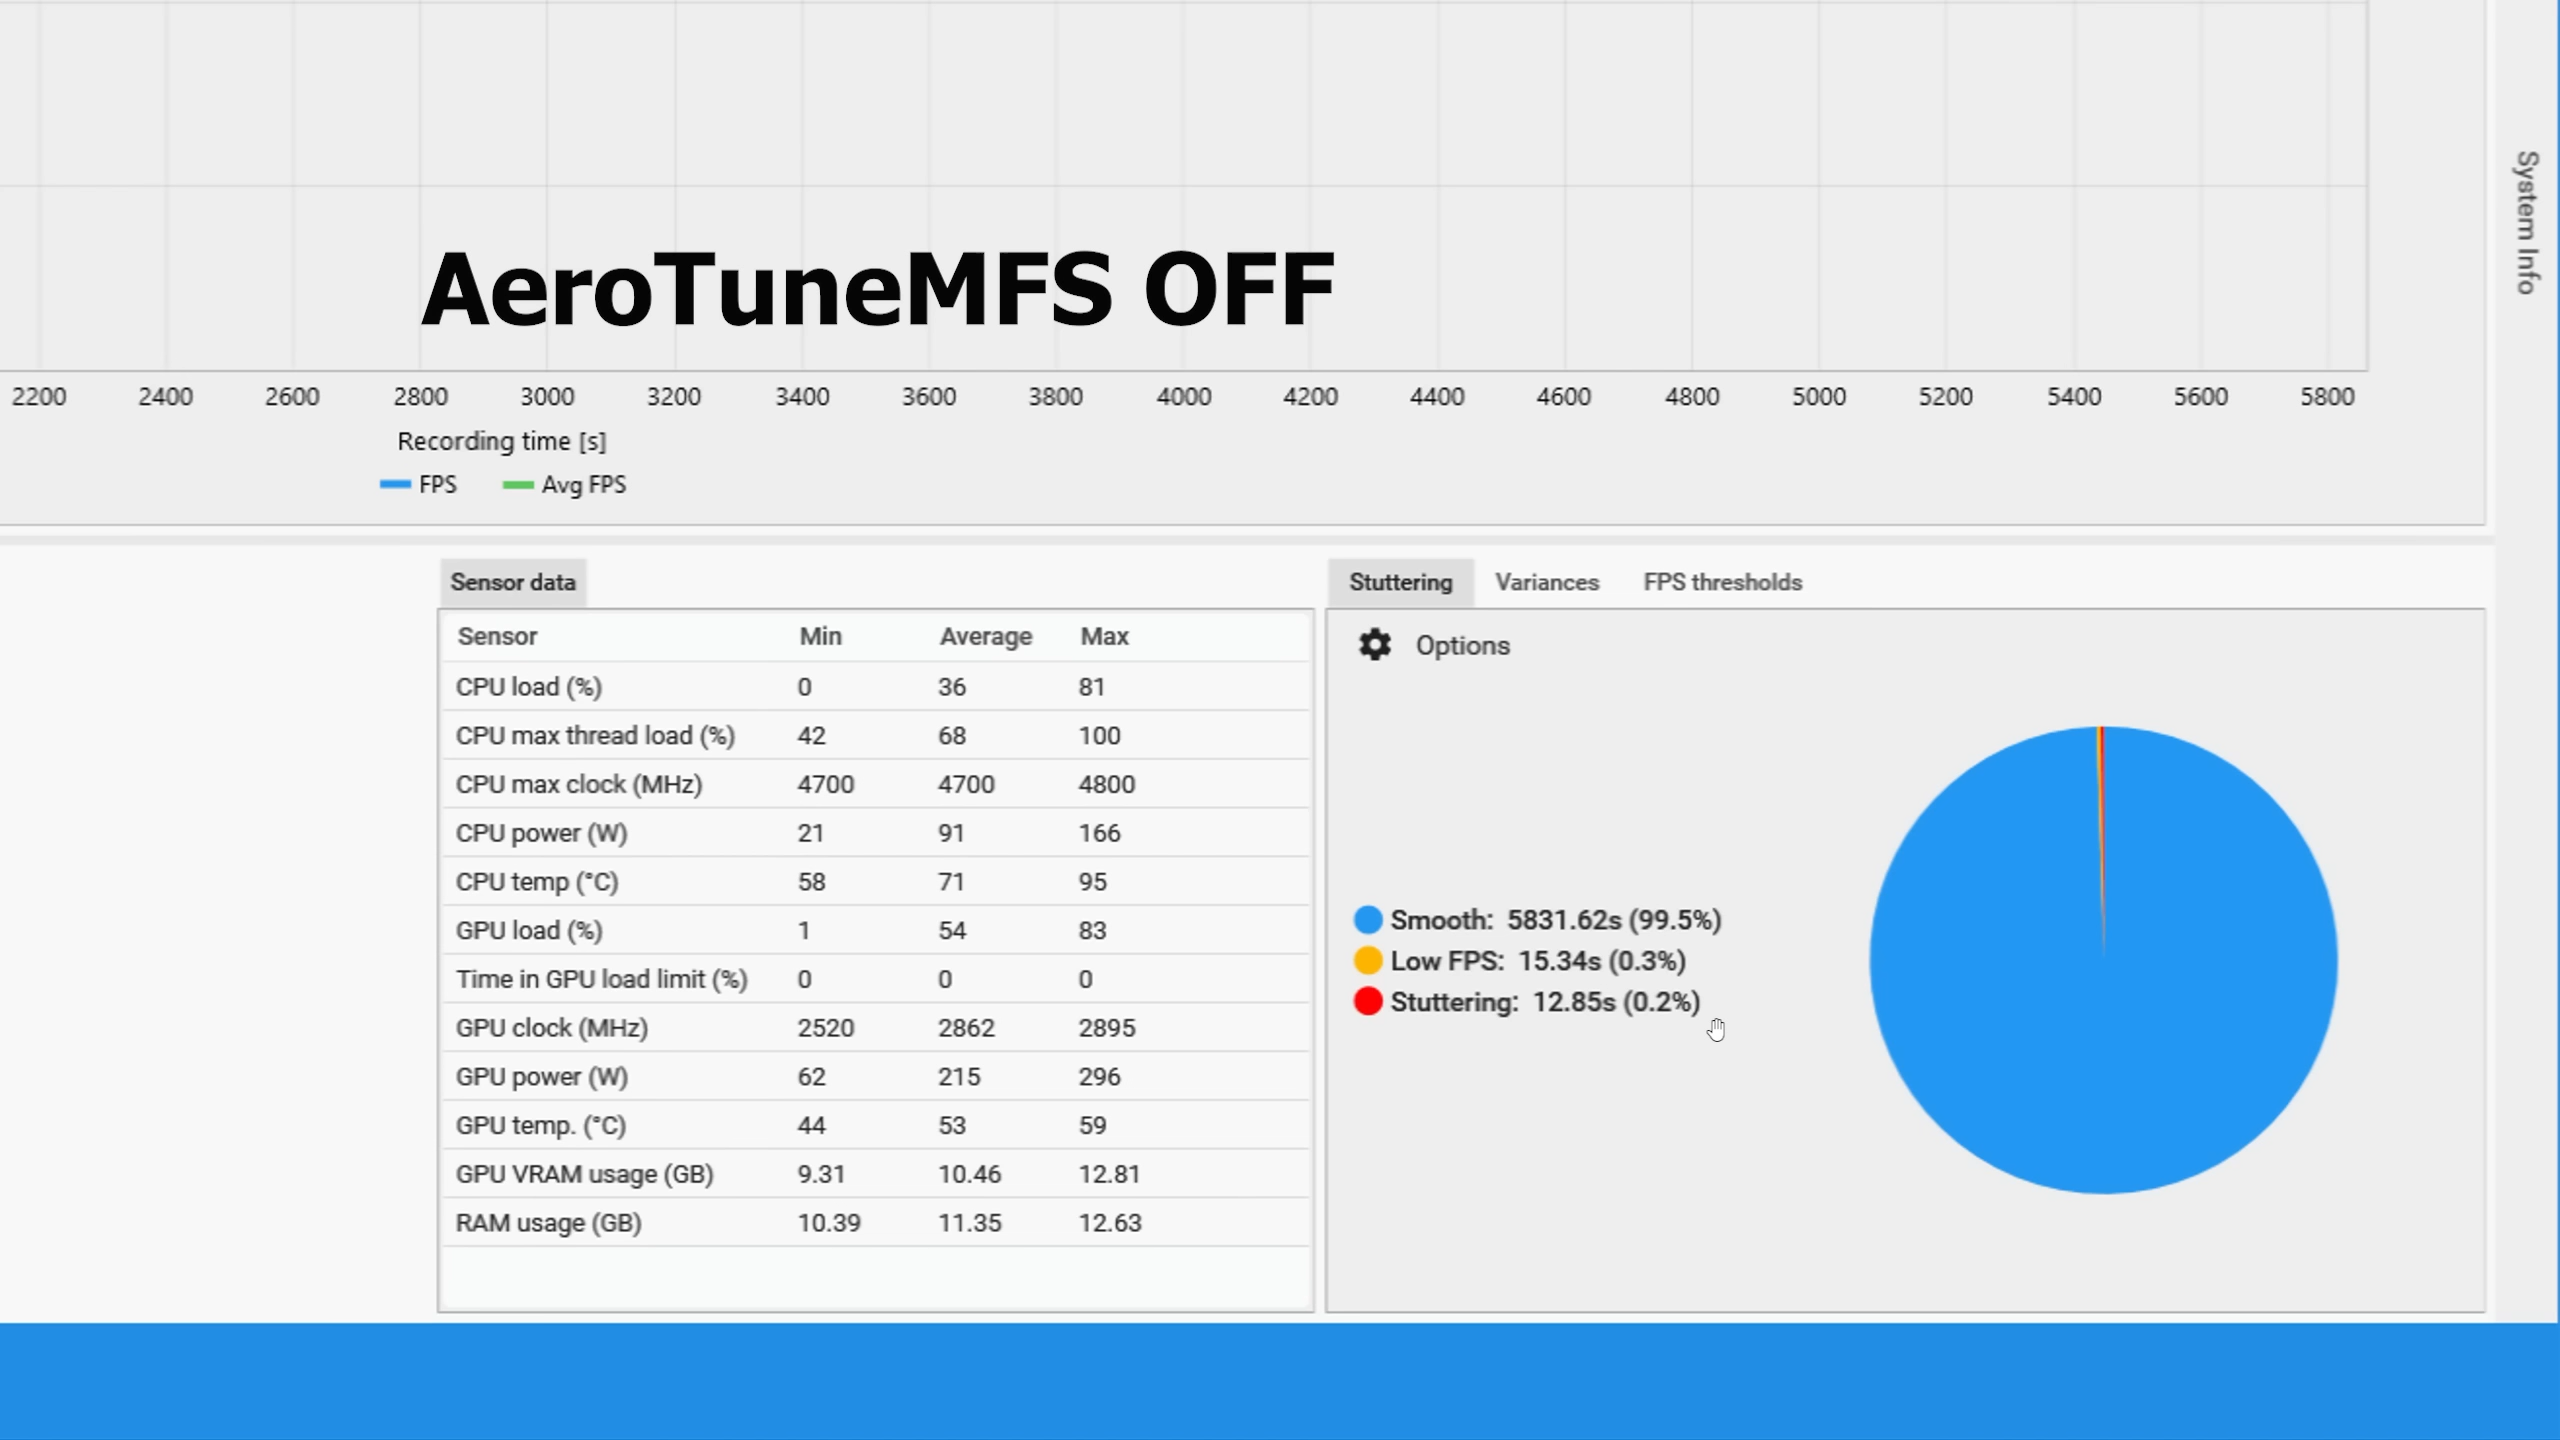 System Info
AeroTuneMFS OFF
2200 2400 2600 2800 3000 3200 3400 3600 3800 4000 4200 4400 4600 4800 5000 5200 5400 5600 5800
Recording time [s]
FPS Avg FPS
Sensor data
Sensor Min Average Max
CPU load (%) 0 36 81
CPU max thread load (%) 42 68 100
CPU max clock (MHz) 4700 4700 4800
CPU power (W) 21 91 166
CPU temp (°C) 58 71 95
GPU load (%) 1 54 83
Time in GPU load limit (%) 0 0 0
GPU clock (MHz) 2520 2862 2895
GPU power (W) 62 215 296
GPU temp. (°C) 44 53 59
GPU VRAM usage (GB) 9.31 10.46 12.81
RAM usage (GB) 10.39 11.35 12.63
Stuttering Variances FPS thresholds
Options
Smooth: 5831.62s (99.5%)
Low FPS: 15.34s (0.3%)
Stuttering: 12.85s (0.2%)